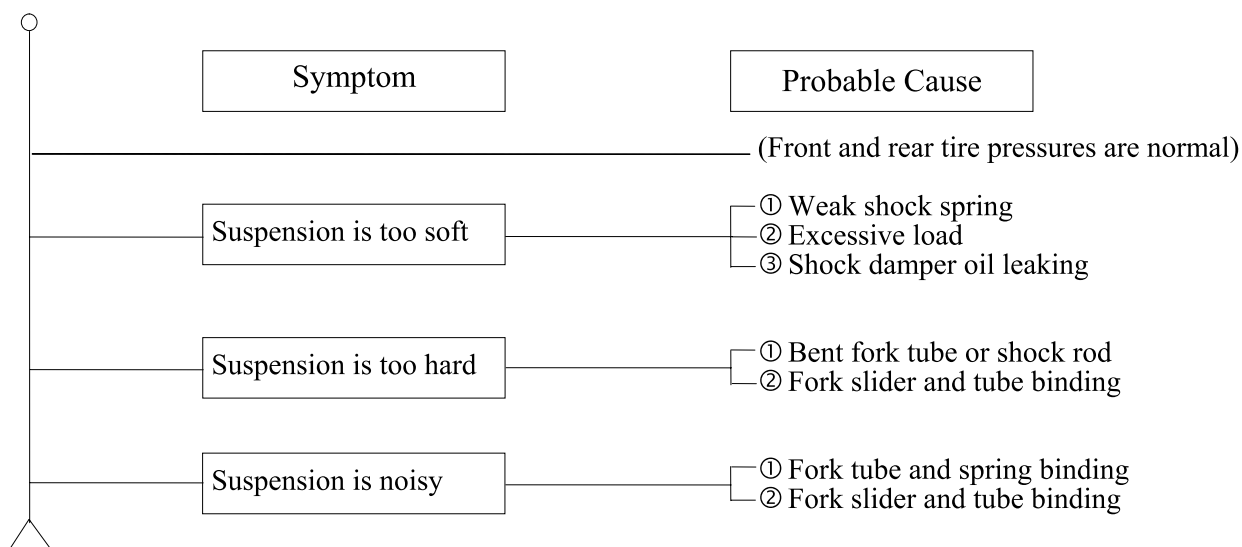 Symptom
Probable Cause
(Front and rear tire pressures are normal)
Suspension is too soft
① Weak shock spring
② Excessive load
③ Shock damper oil leaking
Suspension is too hard
① Bent fork tube or shock rod
② Fork slider and tube binding
Suspension is noisy
① Fork tube and spring binding
② Fork slider and tube binding